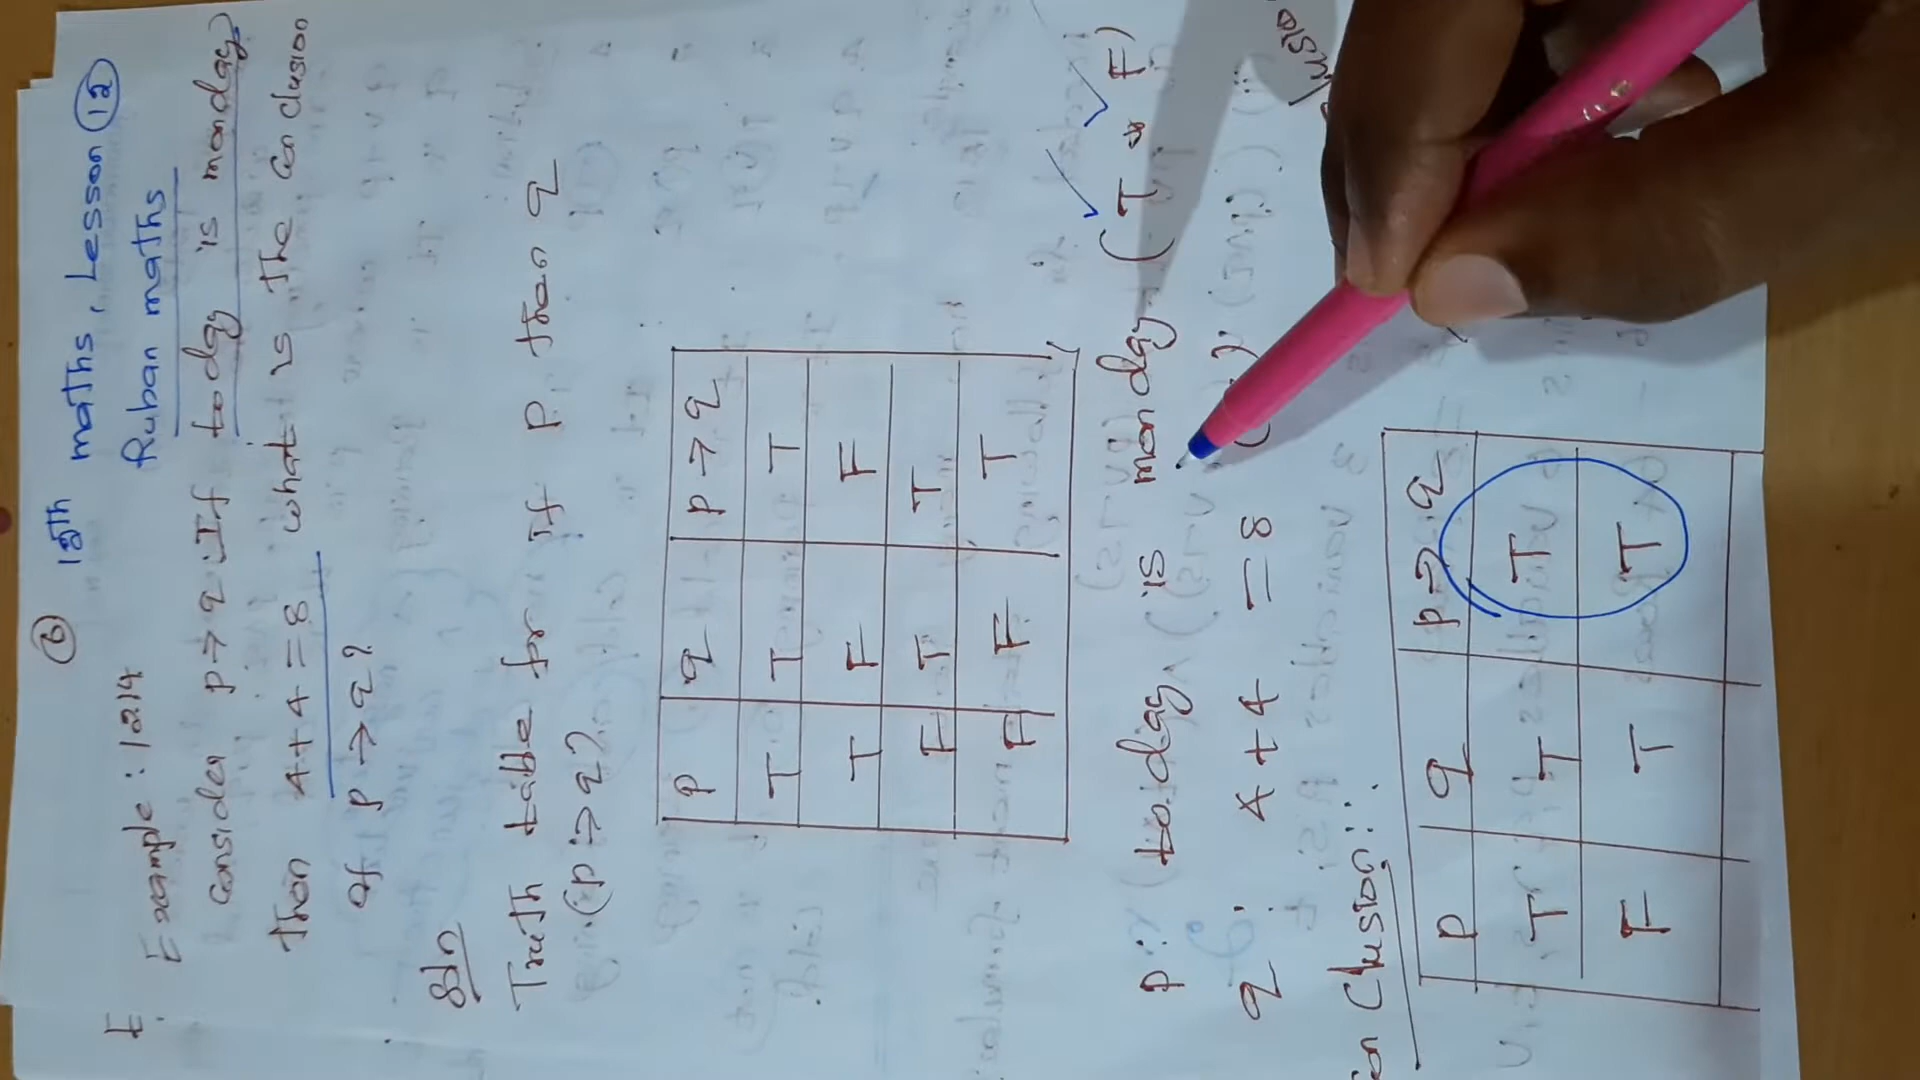 6
12th maths, Lesson 12
Ruban maths
Example : 12.14
consider p→q : If today is monday
then 4+4=8 what is the conclusion
of p→q?
Soln
Truth table for If p then q
(p→q)
p q p→q
T T T
T F F
F T T
F F T
p: today is monday (T or F)
q: 4+4 =8
Conclusion:
p q p→q
T T T
F T T